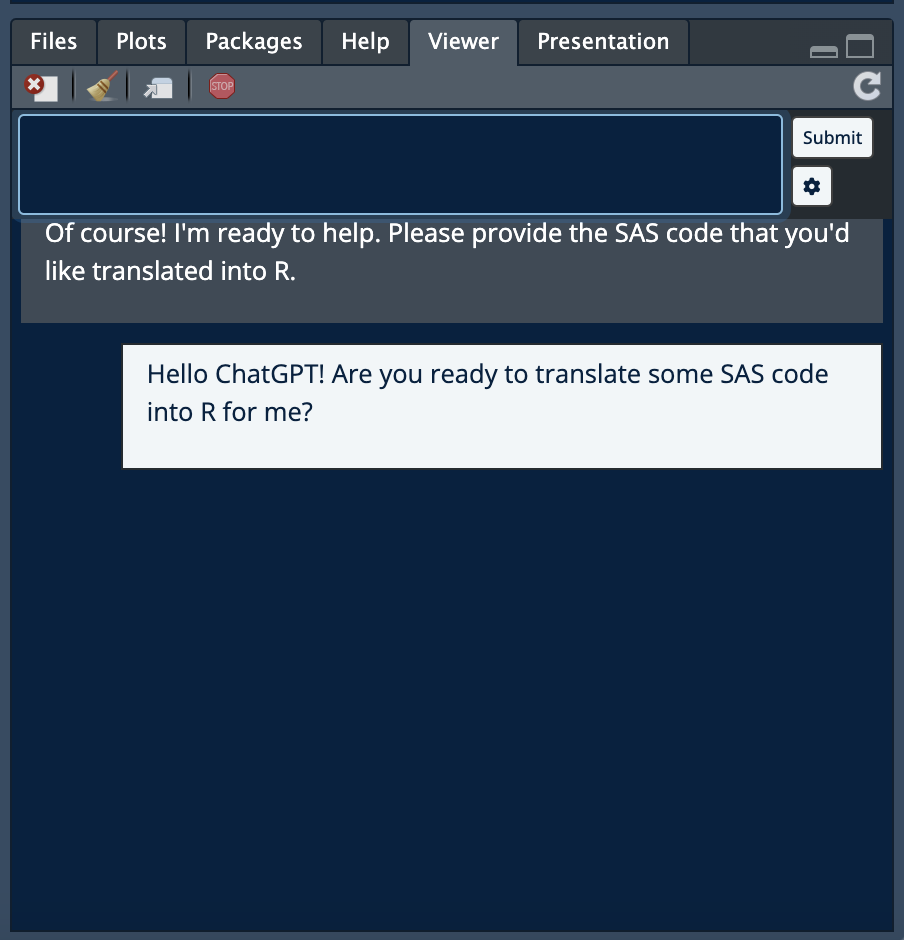 Files Plots Packages Help Viewer Presentation
STOP
Submit
Of course! I'm ready to help. Please provide the SAS code that you'd
like translated into R.
Hello ChatGPT! Are you ready to translate some SAS code
into R for me?